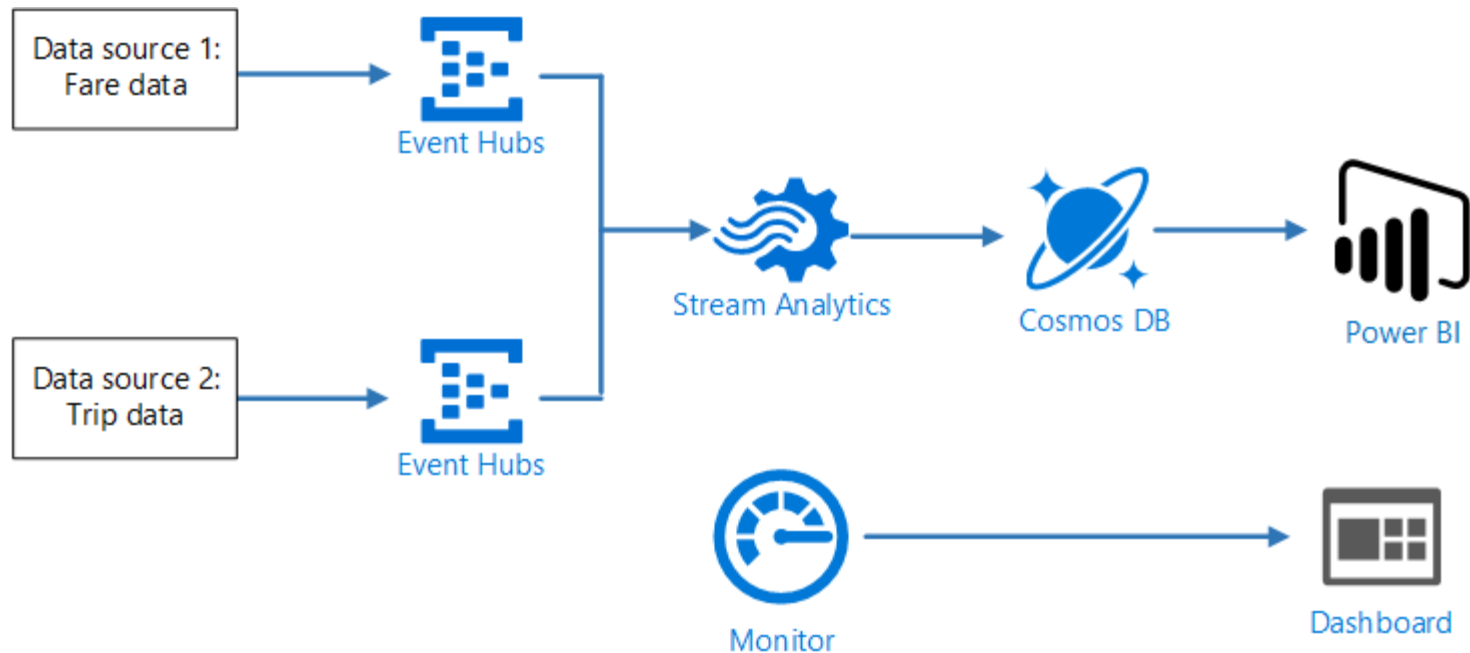 Data source 1:
Fare data
Event Hubs
Stream Analytics
Cosmos DB
Power BI
Data source 2:
Trip data
Event Hubs
Monitor
Dashboard